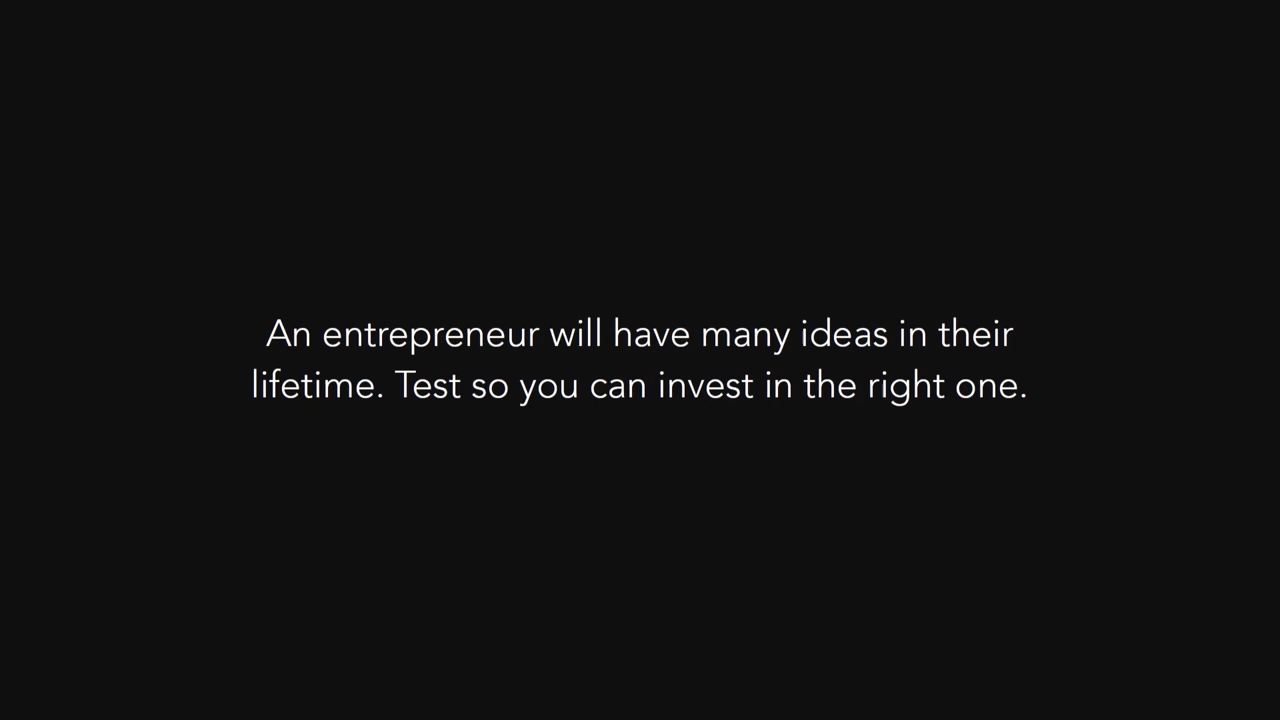 An entrepreneur will have many ideas in their
lifetime. Test so you can invest in the right one.